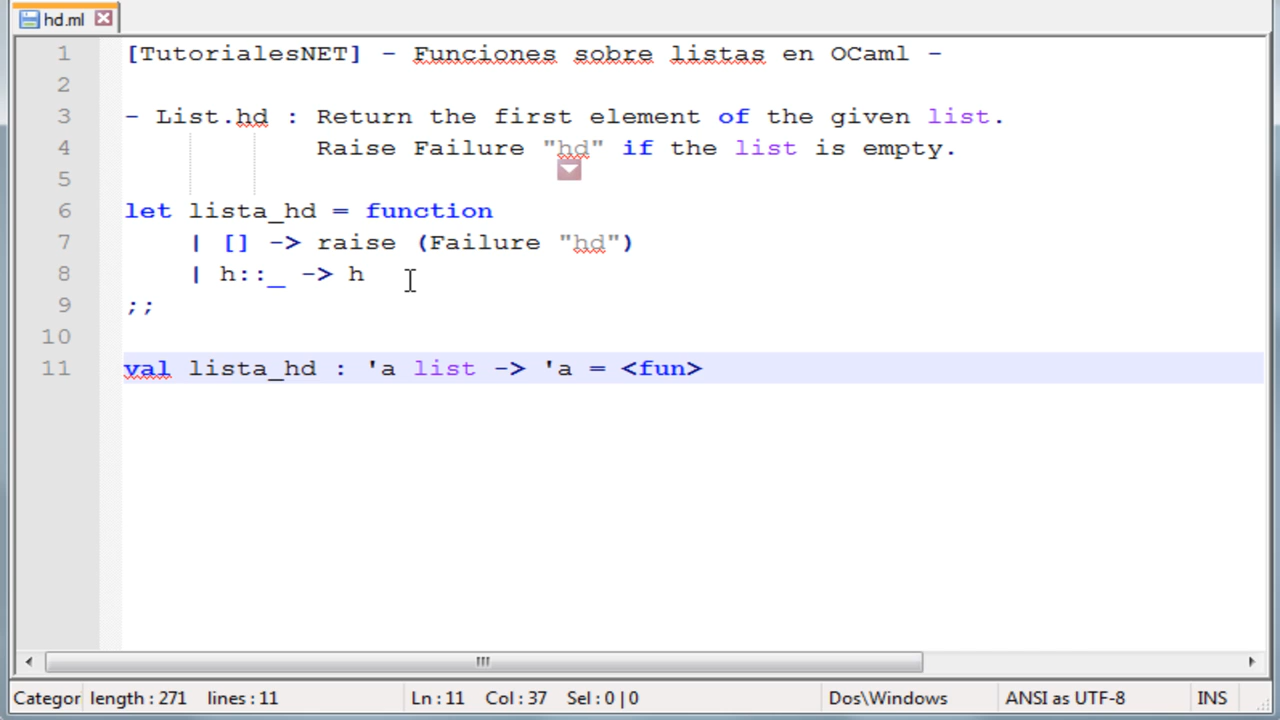 hd.ml
1 [TutorialesNET] - Funciones sobre listas en OCaml -
2
3 - List.hd : Return the first element of the given list.
4 Raise Failure "hd" if the list is empty.
5
6 let lista_hd = function
7 | [] -> raise (Failure "hd")
8 | h::_ -> h
9 ;;
10
11 val lista_hd : 'a list -> 'a = <fun>
Categor length : 271 lines : 11 Ln : 11 Col : 37 Sel : 0 | 0 Dos\Windows ANSI as UTF-8 INS